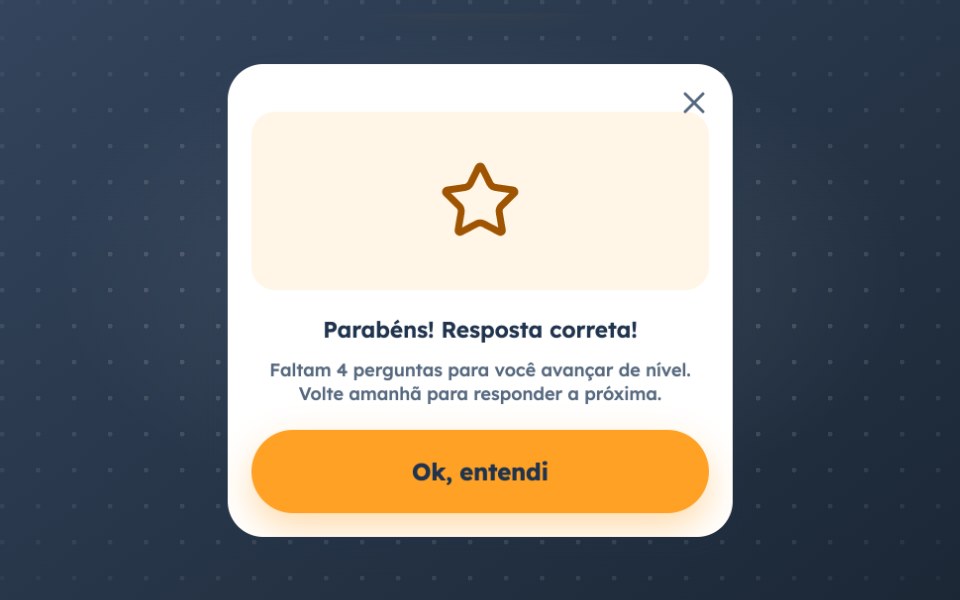 Parabéns! Resposta correta!
Faltam 4 perguntas para você avançar de nível.
Volte amanhã para responder a próxima.
Ok, entendi